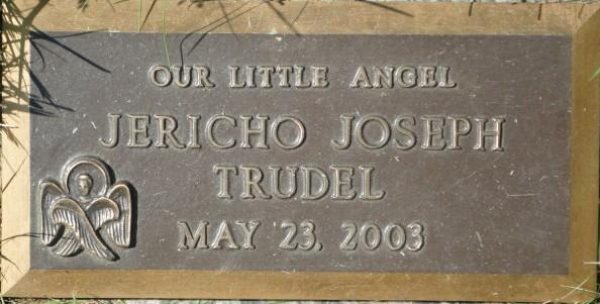 OUR LITTLE ANGEL
JERICHO JOSEPH
TRUDEL
MAY 23, 2003